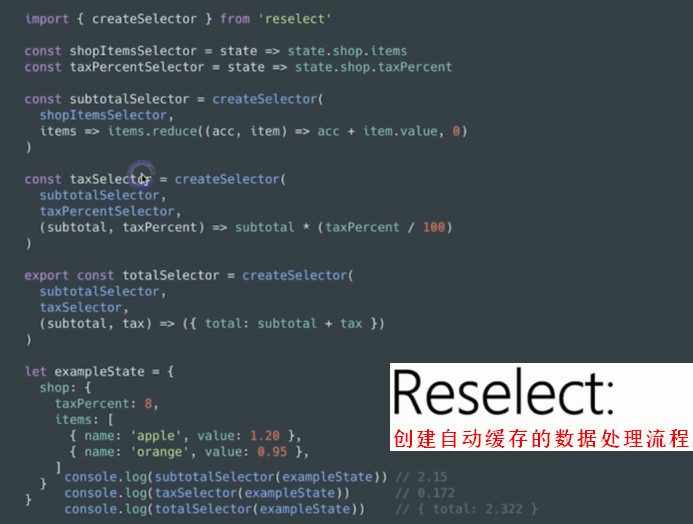 import { createSelector } from 'reselect'
const shopItemsSelector = state => state.shop.items
const taxPercentSelector = state => state.shop.taxPercent
const subtotalSelector = createSelector(
shopItemsSelector,
items => items.reduce((acc, item) => acc + item.value, 0)
)
const taxSelector = createSelector(
subtotalSelector,
taxPercentSelector,
(subtotal, taxPercent) => subtotal * (taxPercent / 100)
)
export const totalSelector = createSelector(
subtotalSelector,
taxSelector,
(subtotal, tax) => ({ total: subtotal + tax })
)
let exampleState = {
shop: {
taxPercent: 8,
items: [
{ name: 'apple', value: 1.20 },
{ name: 'orange', value: 0.95 },
]
}
}
console.log(subtotalSelector(exampleState)) // 2.15
console.log(taxSelector(exampleState)) // 0.172
console.log(totalSelector(exampleState)) // { total: 2.322 }
Reselect:
创建自动缓存的数据处理流程